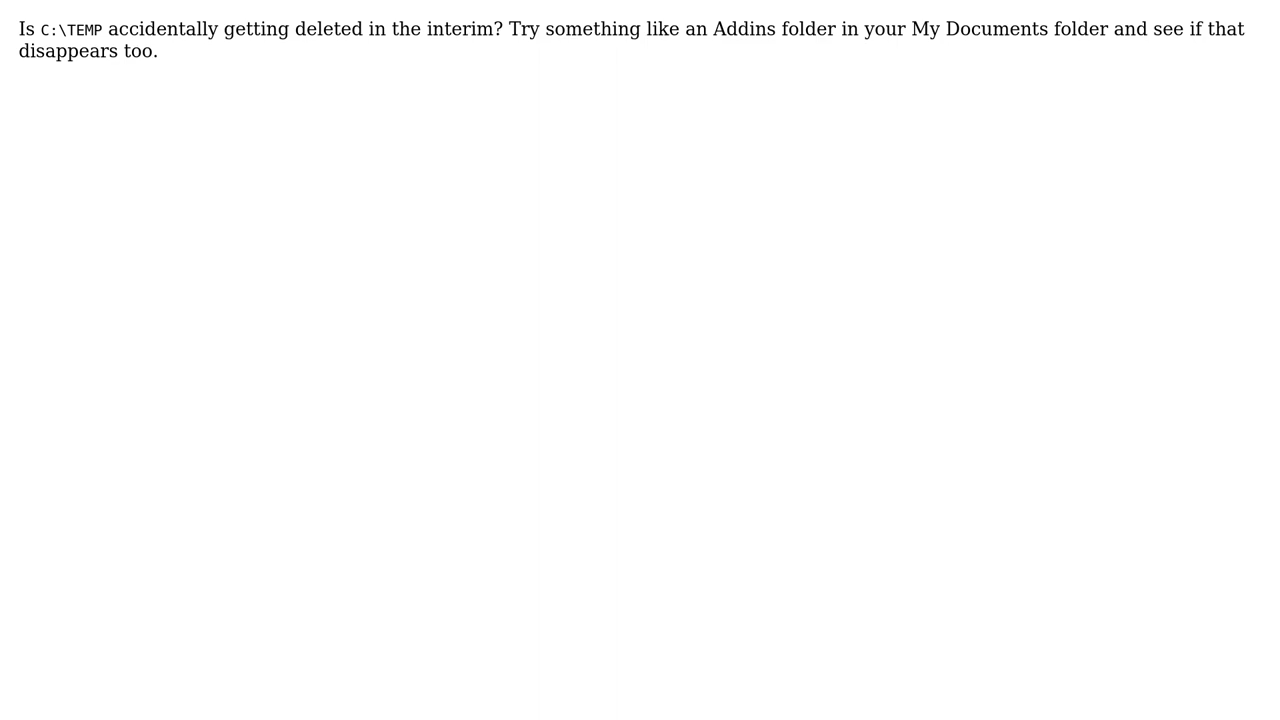 Is C:\TEMP accidentally getting deleted in the interim? Try something like an Addins folder in your My Documents folder and see if that
disappears too.